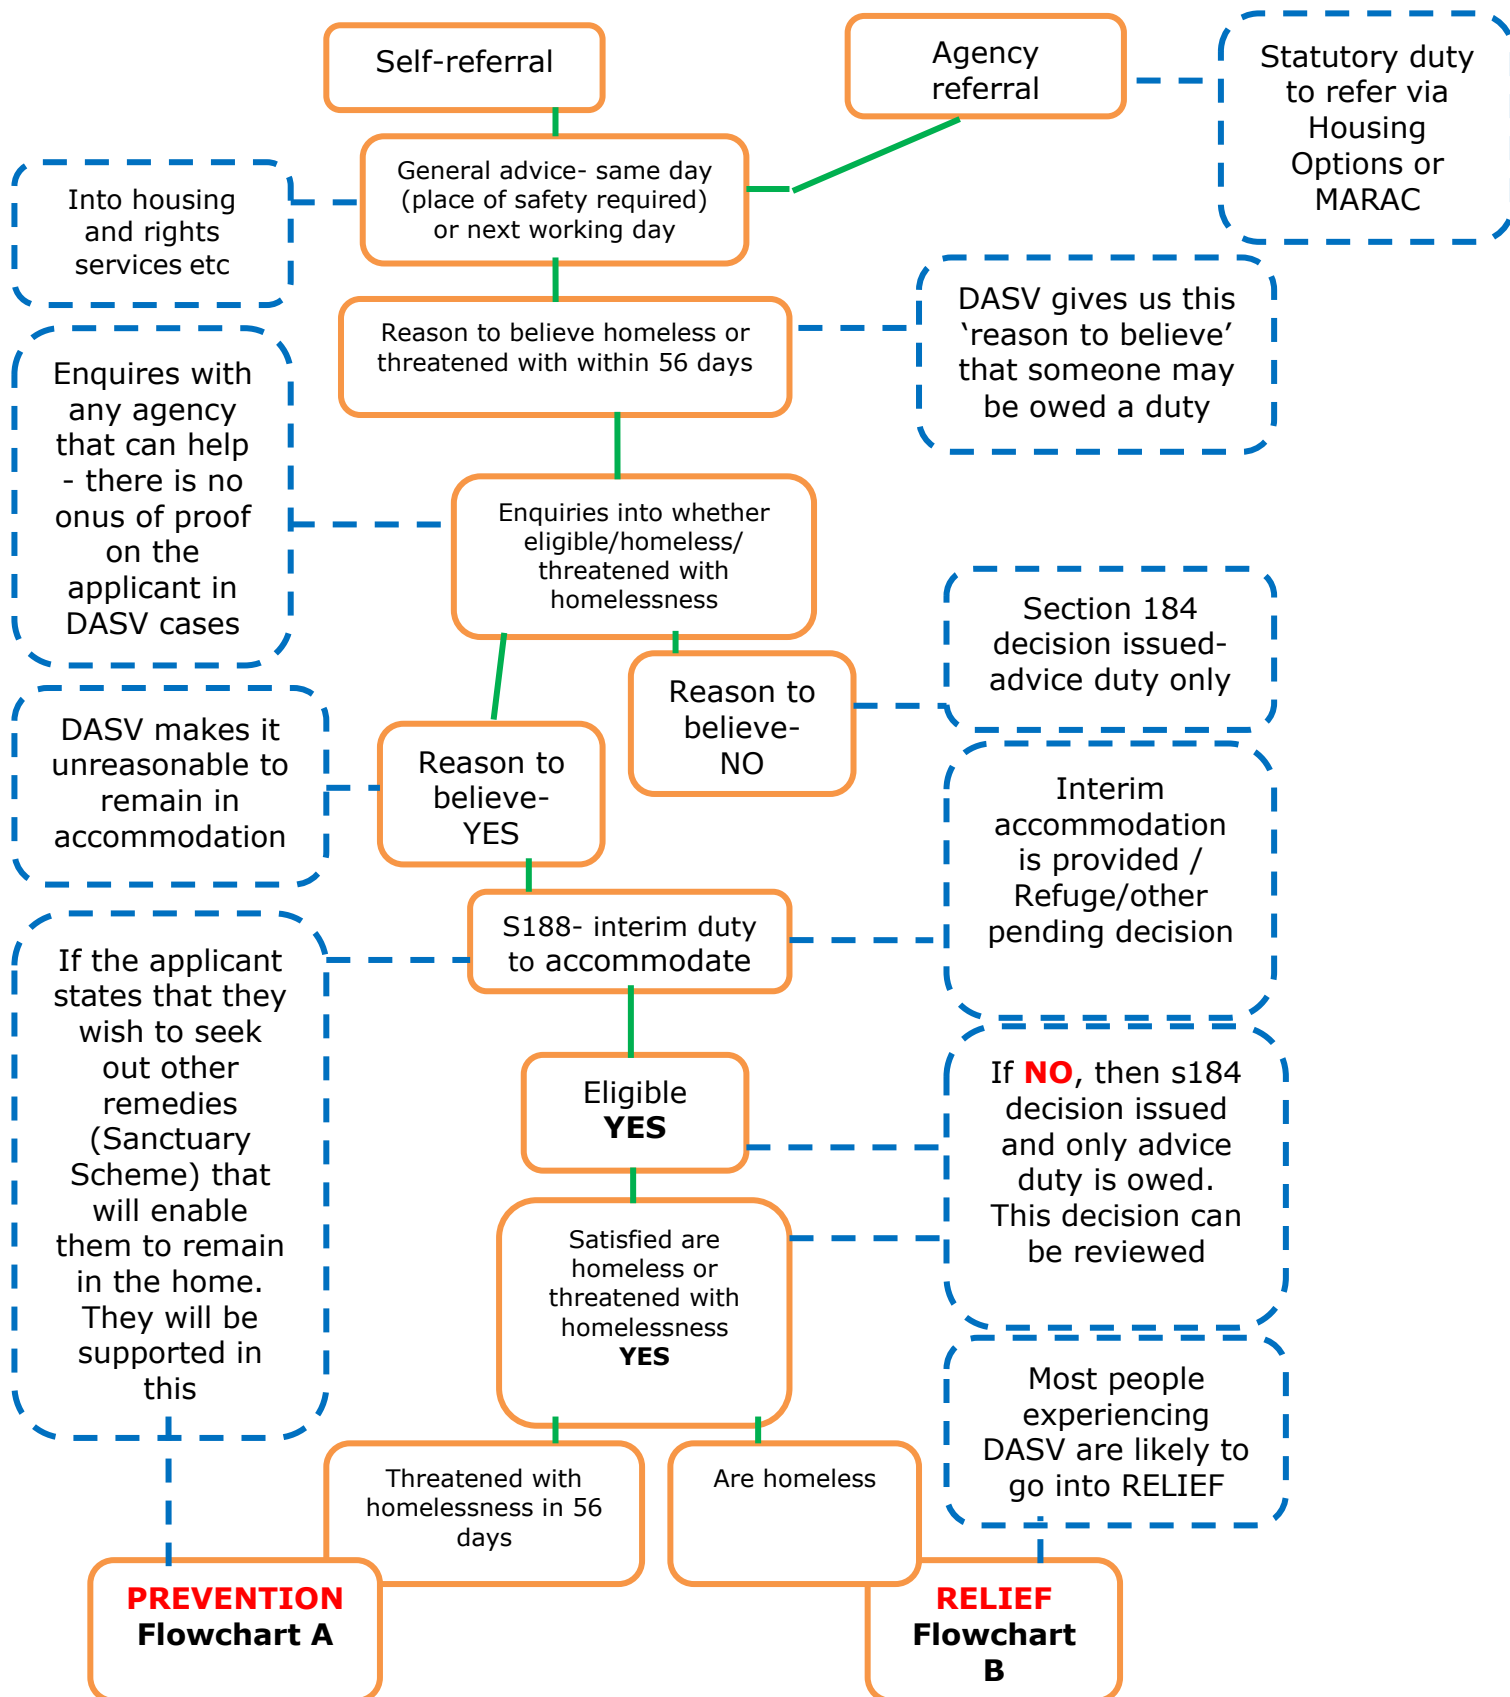 Self-referral
Agency
referral
Statutory duty
to refer via
Housing
Options or
MARAC
General advice- same day
(place of safety required)
or next working day
Into housing
and rights
services etc
Reason to believe homeless or
threatened with within 56 days
DASV gives us this
‘reason to believe’
that someone may
be owed a duty
Enquires with
any agency
that can help
- there is no
onus of proof
on the
applicant in
DASV cases
Enquiries into whether
eligible/homeless/
threatened with
homelessness
Section 184
decision issued-
advice duty only
Reason to
believe-
NO
DASV makes it
unreasonable to
remain in
accommodation
Reason to
believe-
YES
Interim
accommodation
is provided /
Refuge/other
pending decision
S188- interim duty
to accommodate
If the applicant
states that they
wish to seek
out other
remedies
(Sanctuary
Scheme) that
will enable
them to remain
in the home.
They will be
supported in
this
Eligible
YES
If NO, then s184
decision issued
and only advice
duty is owed.
This decision can
be reviewed
Satisfied are
homeless or
threatened with
homelessness
YES
Most people
experiencing
DASV are likely to
go into RELIEF
Threatened with
homelessness in 56
days
Are homeless
PREVENTION
Flowchart A
RELIEF
Flowchart
B